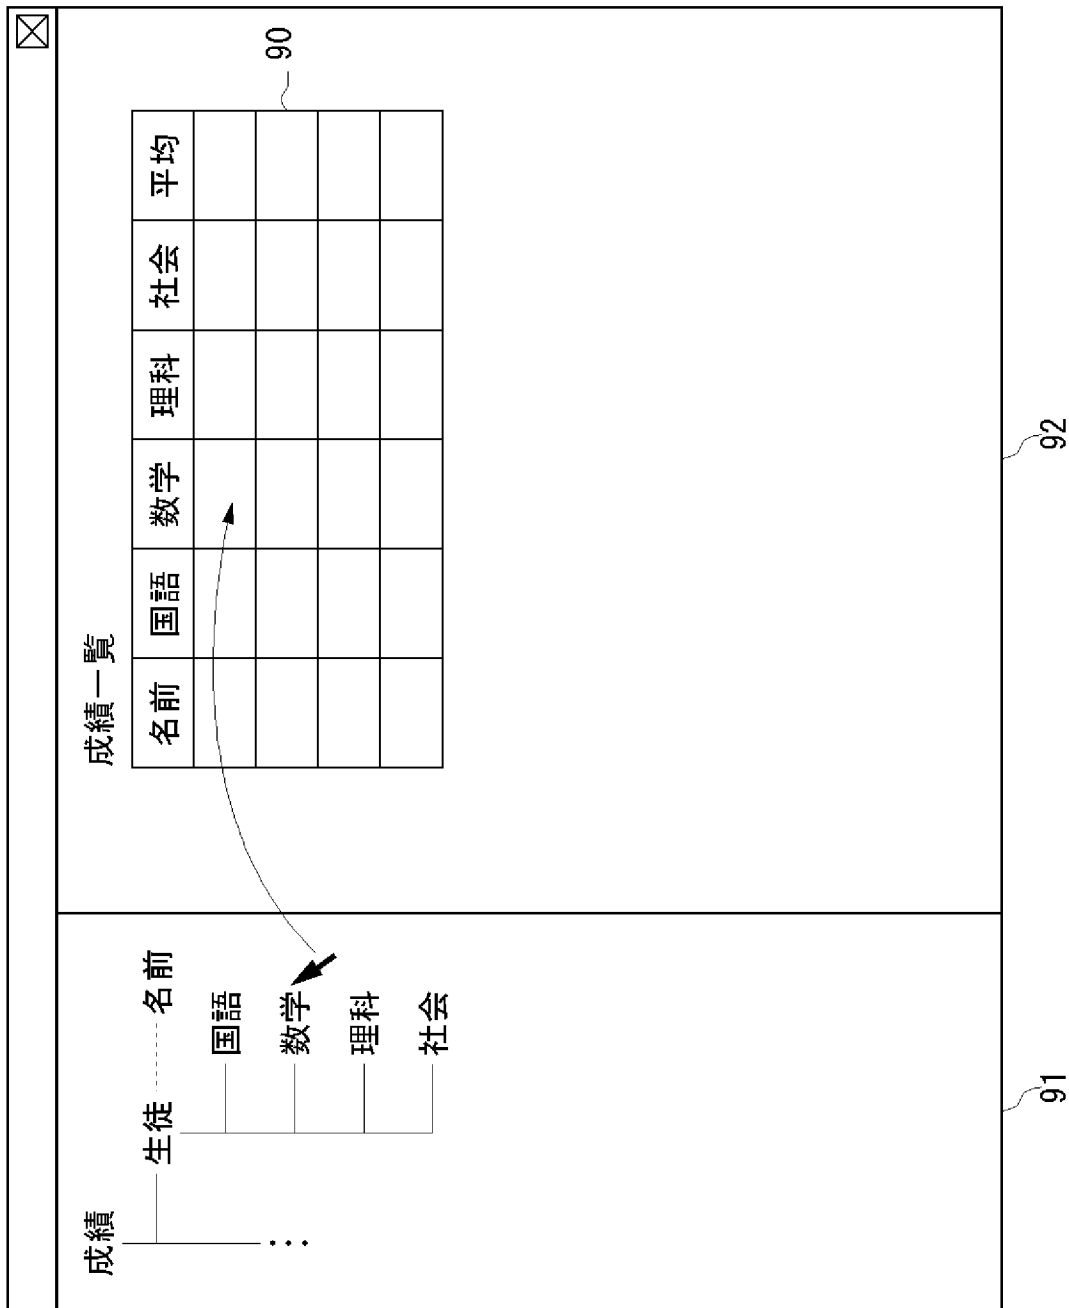 成績
生徒 名前
国語
数学
理科
社会
⋮
91
成績一覧
名前 国語 数学 理科 社会 平均
90
92